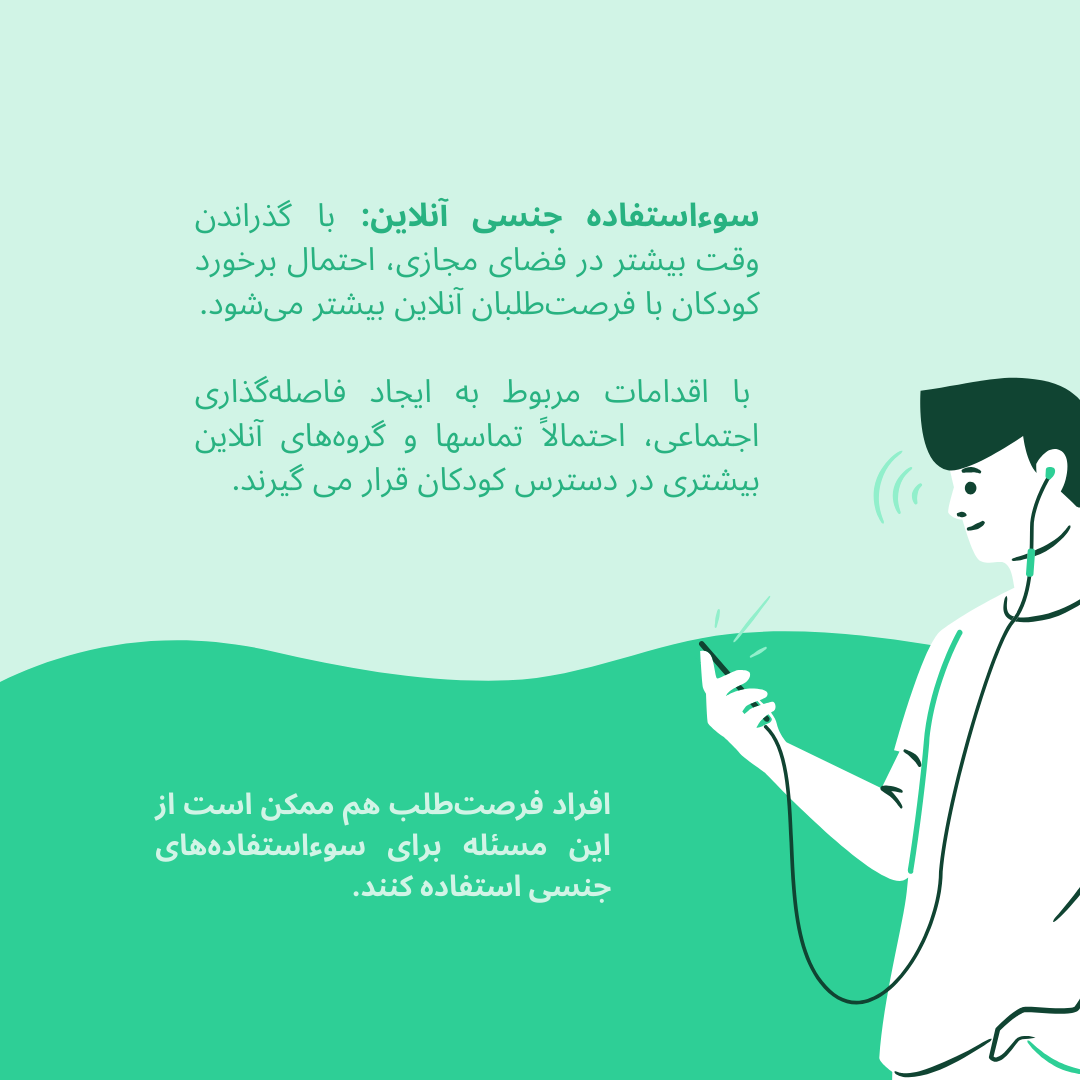 سوءاستفاده جنسی آنلاین: با گذراندن
وقت بیشتر در فضای مجازی، احتمال برخورد
کودکان با فرصت‌طلبان آنلاین بیشتر می‌شود.
با اقدامات مربوط به ایجاد فاصله‌گذاری
اجتماعی، احتمالاً تماسها و گروه‌های آنلاین
بیشتری در دسترس کودکان قرار می گیرند.
افراد فرصت‌طلب هم ممکن است از
این مسئله برای سوءاستفاده‌های
جنسی استفاده کنند.